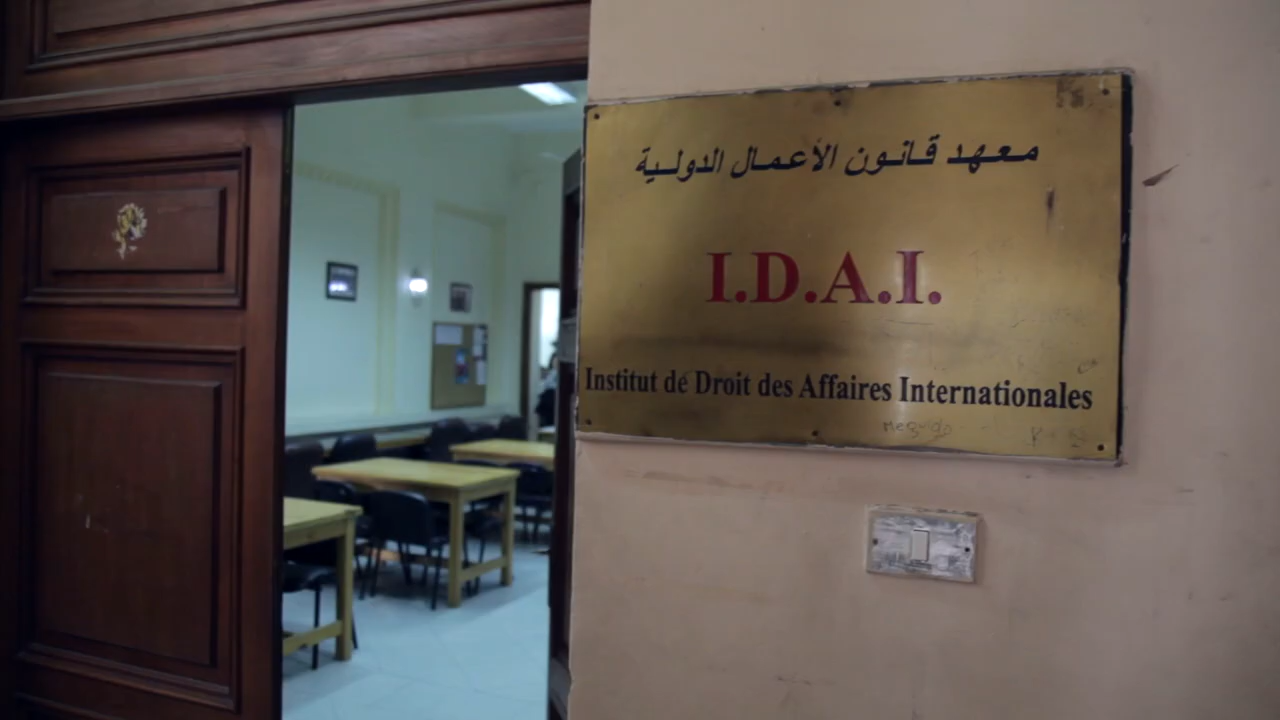 معهد قانون الأعمال الدولية
I.D.A.I.
Institut de Droit des Affaires Internationales